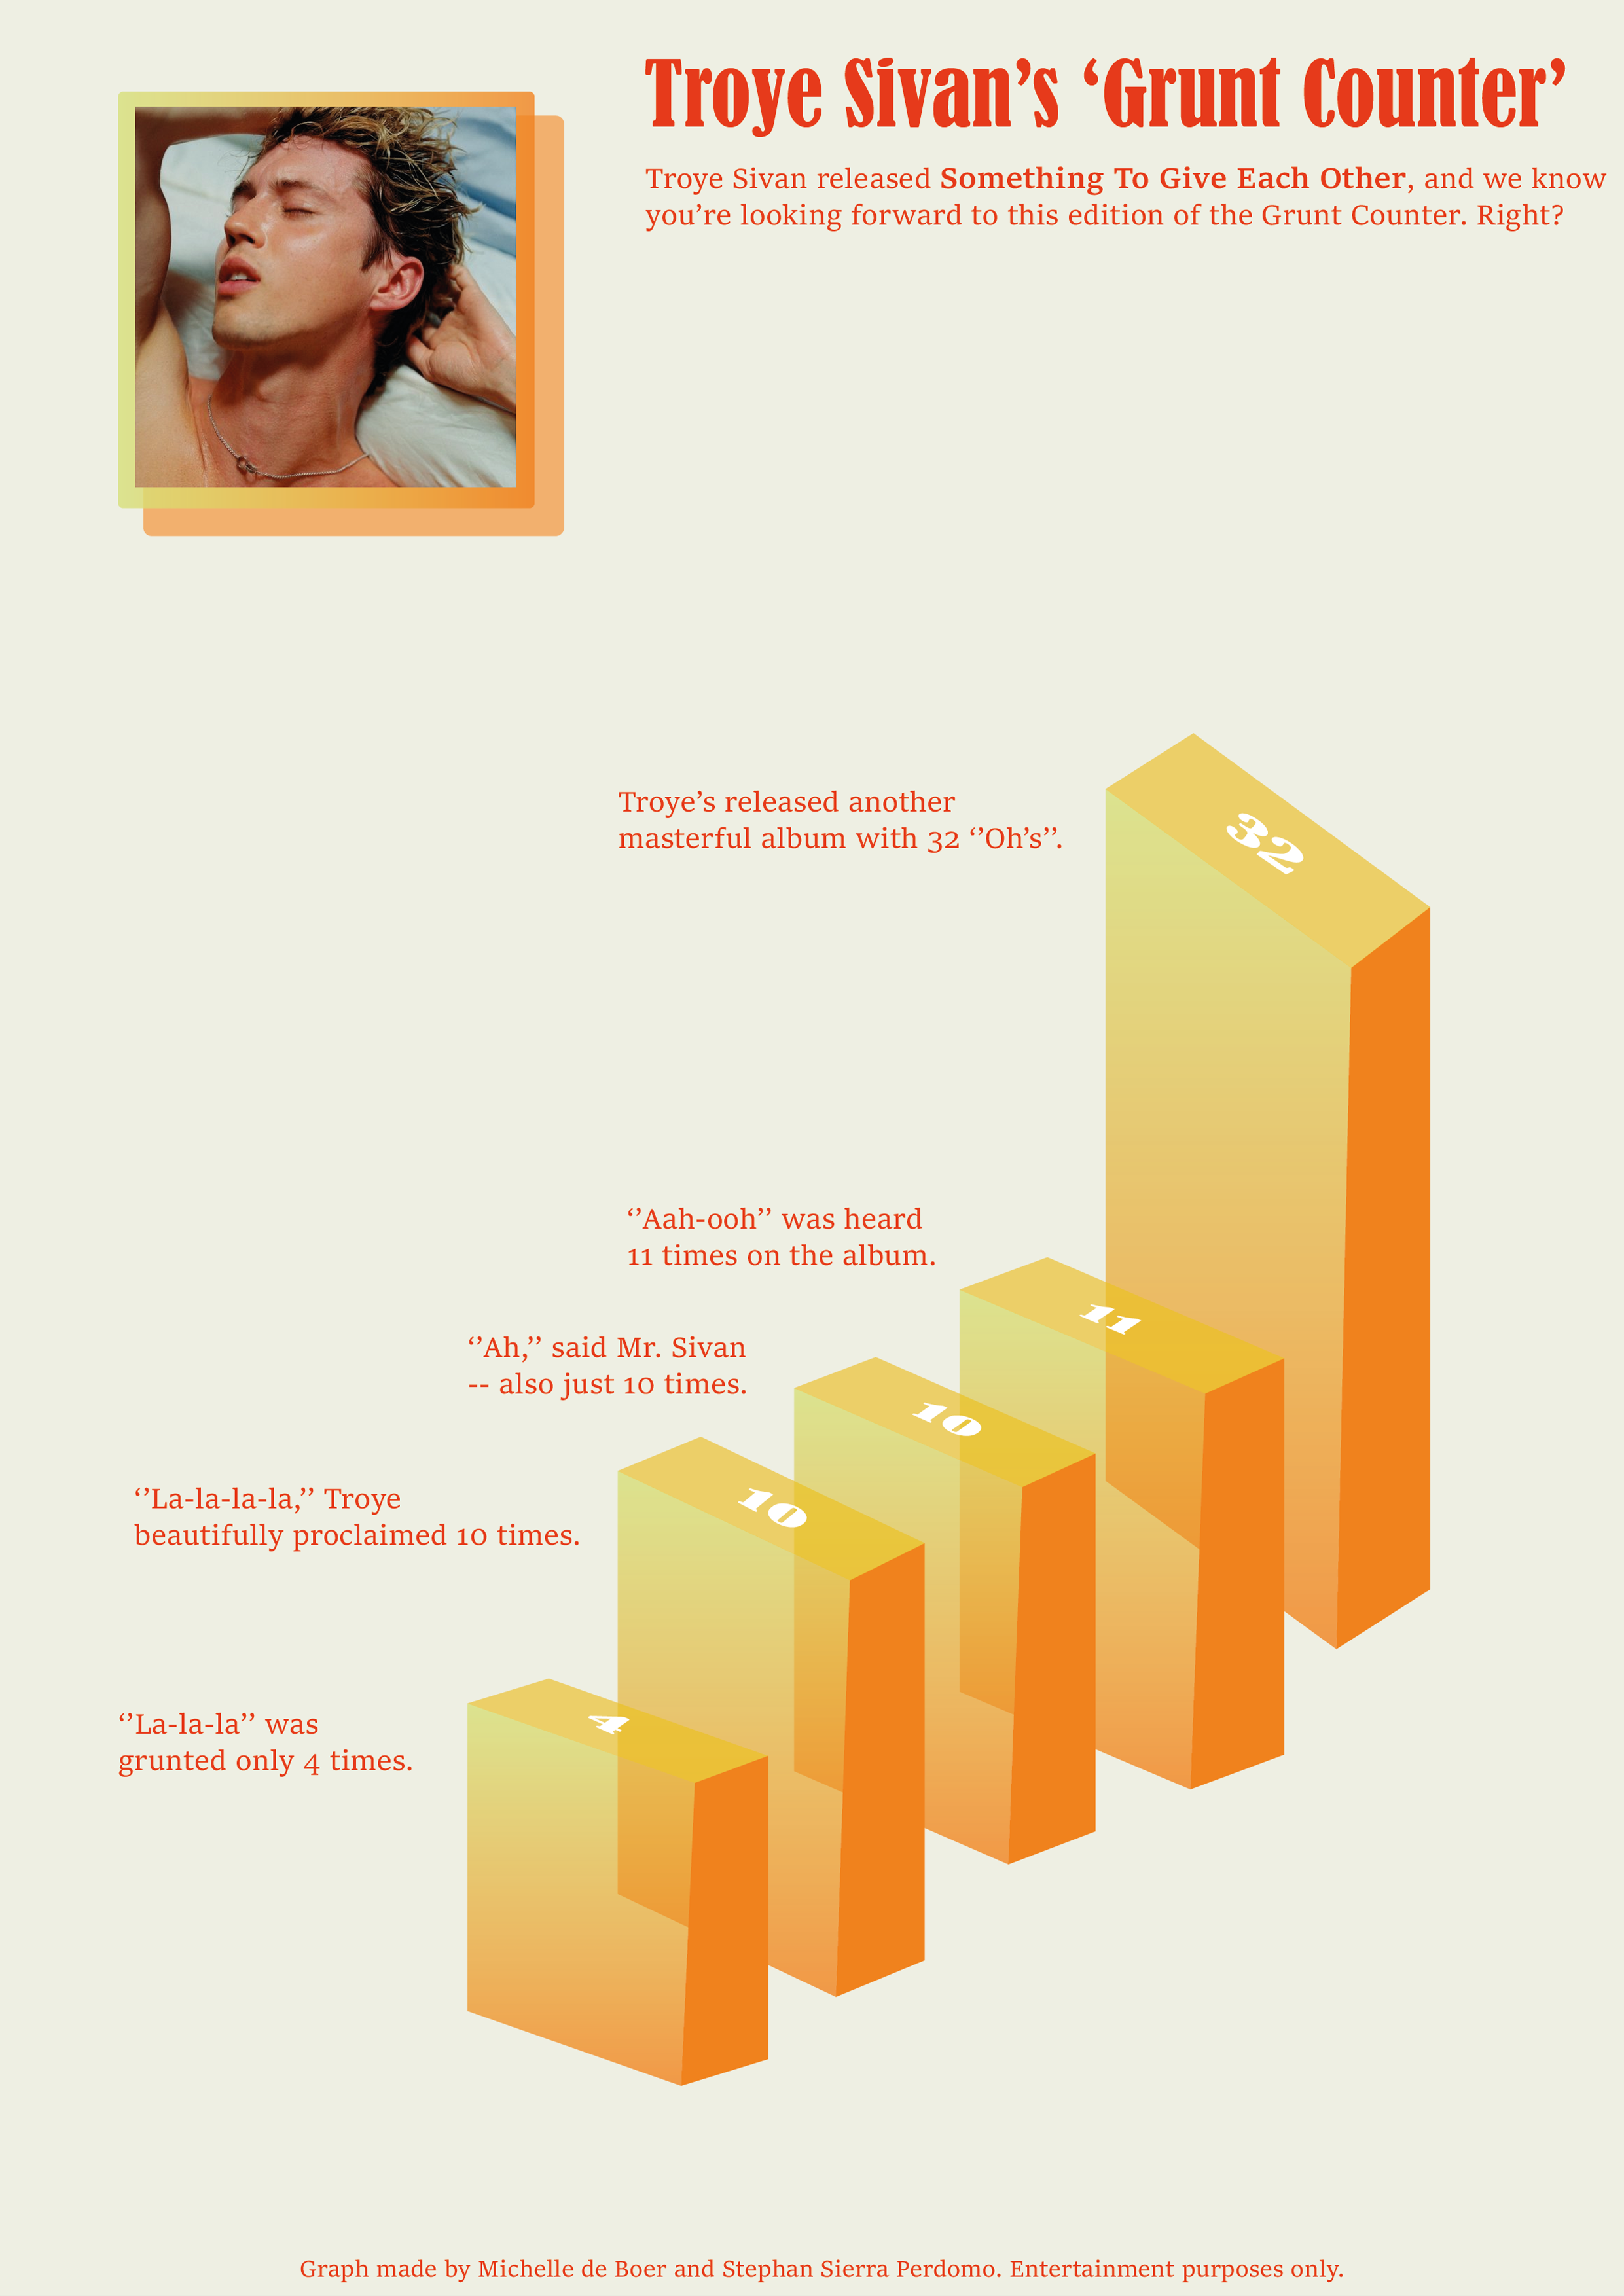 Troye Sivan’s ‘Grunt Counter’
Troye Sivan released Something To Give Each Other, and we know
you’re looking forward to this edition of the Grunt Counter. Right?
Troye’s released another
masterful album with 32 ‘’Oh’s’’.
32
‘’Aah-ooh’’ was heard
11 times on the album.
11
‘’Ah,’’ said Mr. Sivan
-- also just 10 times.
10
‘’La-la-la-la,’’ Troye
beautifully proclaimed 10 times.
10
‘’La-la-la’’ was
grunted only 4 times.
4
Graph made by Michelle de Boer and Stephan Sierra Perdomo. Entertainment purposes only.